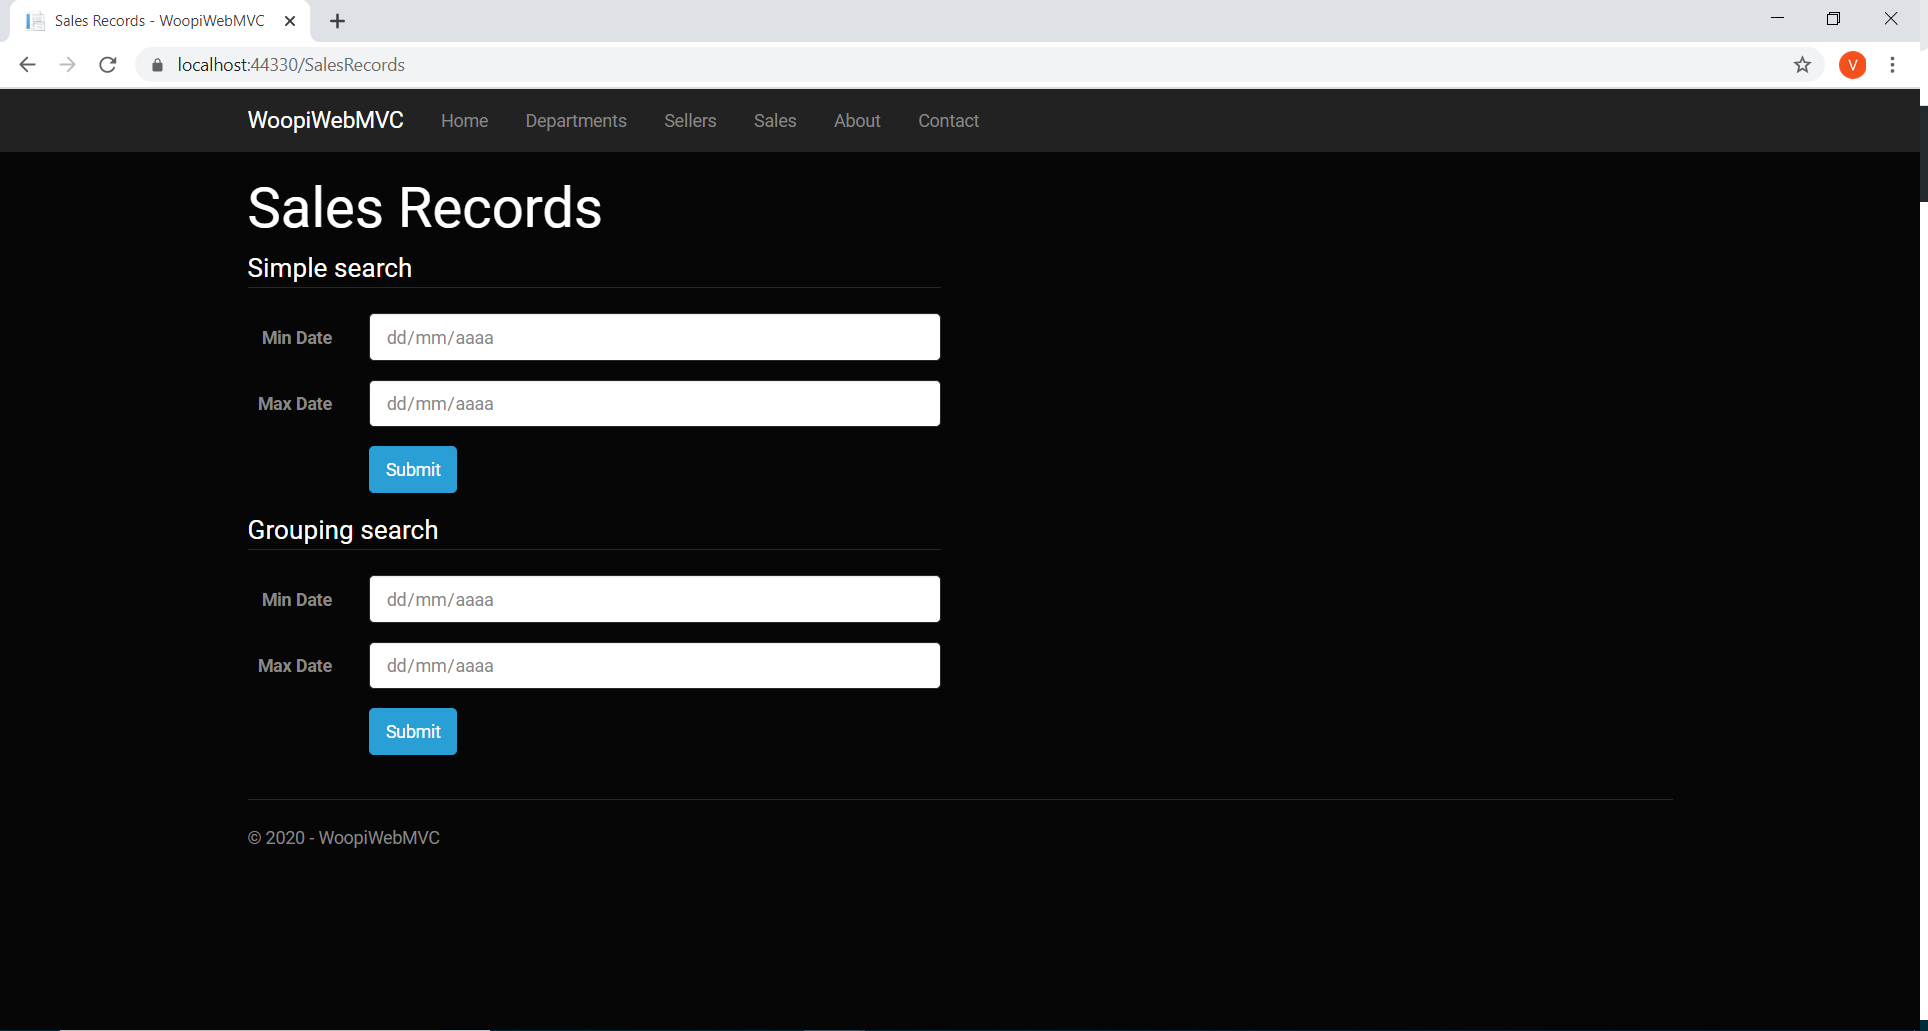 Sales Records - WoopiWebMVC
localhost:44330/SalesRecords
V
WoopiWebMVC Home Departments Sellers Sales About Contact
Sales Records
Simple search
Min Date dd/mm/aaaa
Max Date dd/mm/aaaa
Submit
Grouping search
Min Date dd/mm/aaaa
Max Date dd/mm/aaaa
Submit
© 2020 - WoopiWebMVC